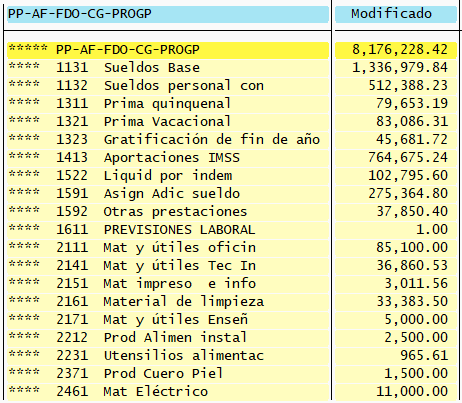 PP-AF-FDO-CG-PROGP Modificado
***** PP-AF-FDO-CG-PROGP 8,176,228.42
**** 1131 Sueldos Base 1,336,979.84
**** 1132 Sueldos personal con 512,388.23
**** 1311 Prima quinquenal 79,653.19
**** 1321 Prima Vacacional 83,086.31
**** 1323 Gratificación de fin de año 45,681.72
**** 1413 Aportaciones IMSS 764,675.24
**** 1522 Liquid por indem 102,795.60
**** 1591 Asign Adic sueldo 275,364.80
**** 1592 Otras prestaciones 37,850.40
**** 1611 PREVISIONES LABORAL 1.00
**** 2111 Mat y útiles oficin 85,100.00
**** 2141 Mat y útiles Tec In 36,860.53
**** 2151 Mat impreso e info 3,011.56
**** 2161 Material de limpieza 33,383.50
**** 2171 Mat y útiles Enseñ 5,000.00
**** 2212 Prod Alimen instal 2,500.00
**** 2231 Utensilios alimentac 965.61
**** 2371 Prod Cuero Piel 1,500.00
**** 2461 Mat Eléctrico 11,000.00